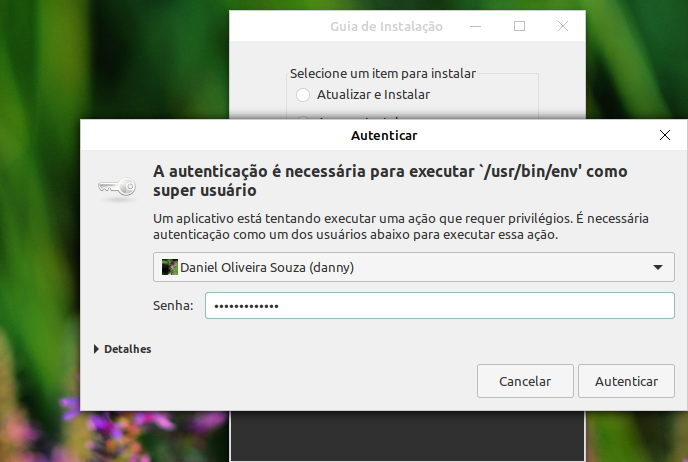 Guia de Instalação
Selecione um item para instalar
Atualizar e Instalar
Autenticar
A autenticação é necessária para executar `/usr/bin/env' como
super usuário
Um aplicativo está tentando executar uma ação que requer privilégios. É necessária
autenticação como um dos usuários abaixo para executar essa ação.
Daniel Oliveira Souza (danny)
Senha: •••••••••••••
Detalhes
Cancelar Autenticar